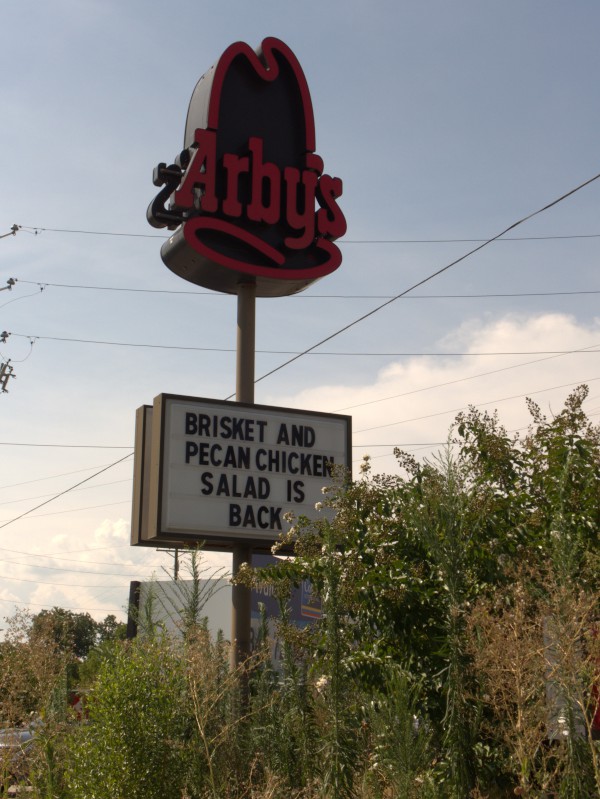 Arby's
BRISKET AND
PECAN CHICKEN
SALAD IS
BACK